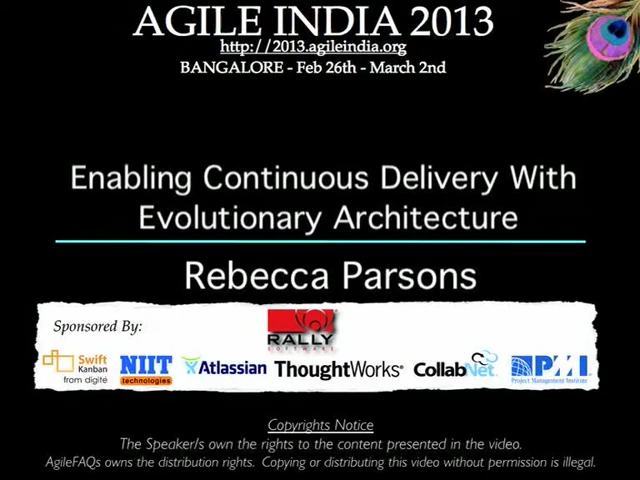 AGILE INDIA 2013
http://2013.agileindia.org
BANGALORE - Feb 26th - March 2nd
Enabling Continuous Delivery With
Evolutionary Architecture
Rebecca Parsons
Sponsored By:
RALLY
SOFTWARE
Swift
Kanban
from digité
NIIT
technologies
Atlassian
ThoughtWorks®
CollabNet
PMI
Project Management Institute
Copyrights Notice
The Speaker/s own the rights to the content presented in the video.
AgileFAQs owns the distribution rights. Copying or distributing this video without permission is illegal.